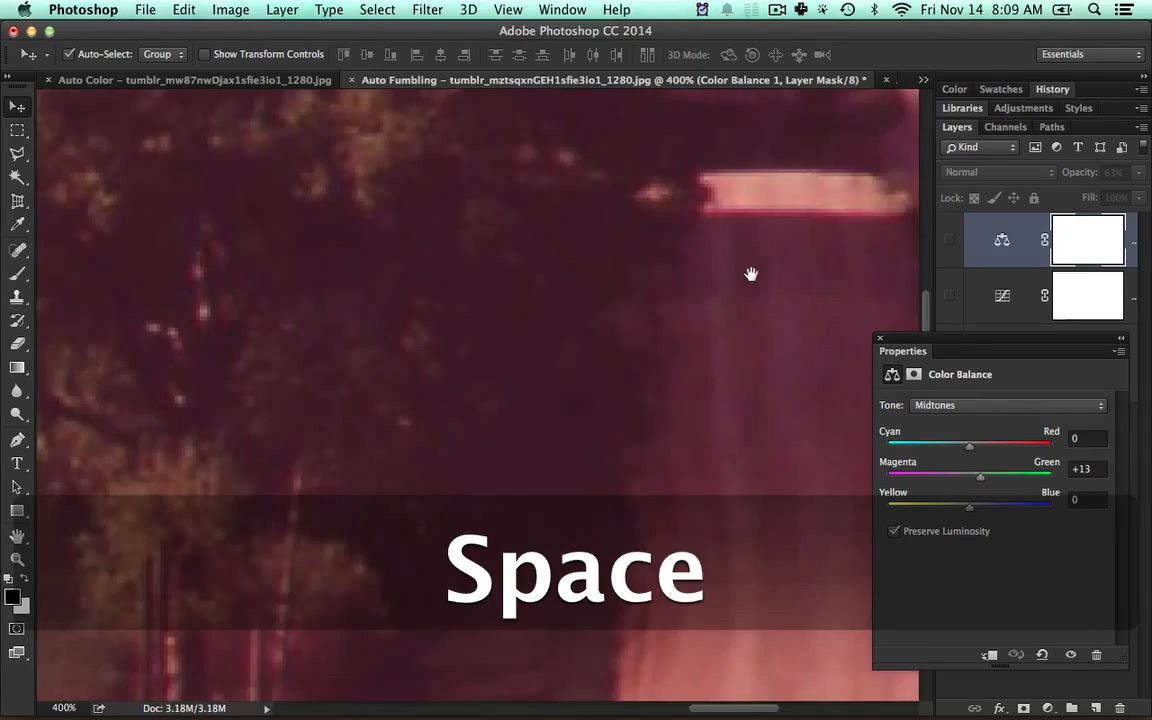 Photoshop File Edit Image Layer Type Select Filter 3D View Window Help Fri Nov 14 8:09 AM
Adobe Photoshop CC 2014
Auto-Select: Group Show Transform Controls 3D Mode: Essentials
Auto Color – tumblr_mw87nwDjax1sfie3io1_1280.jpg Auto Fumbling – tumblr_mztsqxnGEH1sfie3io1_1280.jpg @ 400% (Color Balance 1, Layer Mask/8) *
Color Swatches History
Libraries Adjustments Styles
Layers Channels Paths
Kind
Normal Opacity: 63%
Lock: Fill: 100%
Properties
Color Balance
Tone: Midtones
Cyan Red 0
Magenta Green +13
Yellow Blue 0
Preserve Luminosity
Space
400% Doc: 3.18M/3.18M